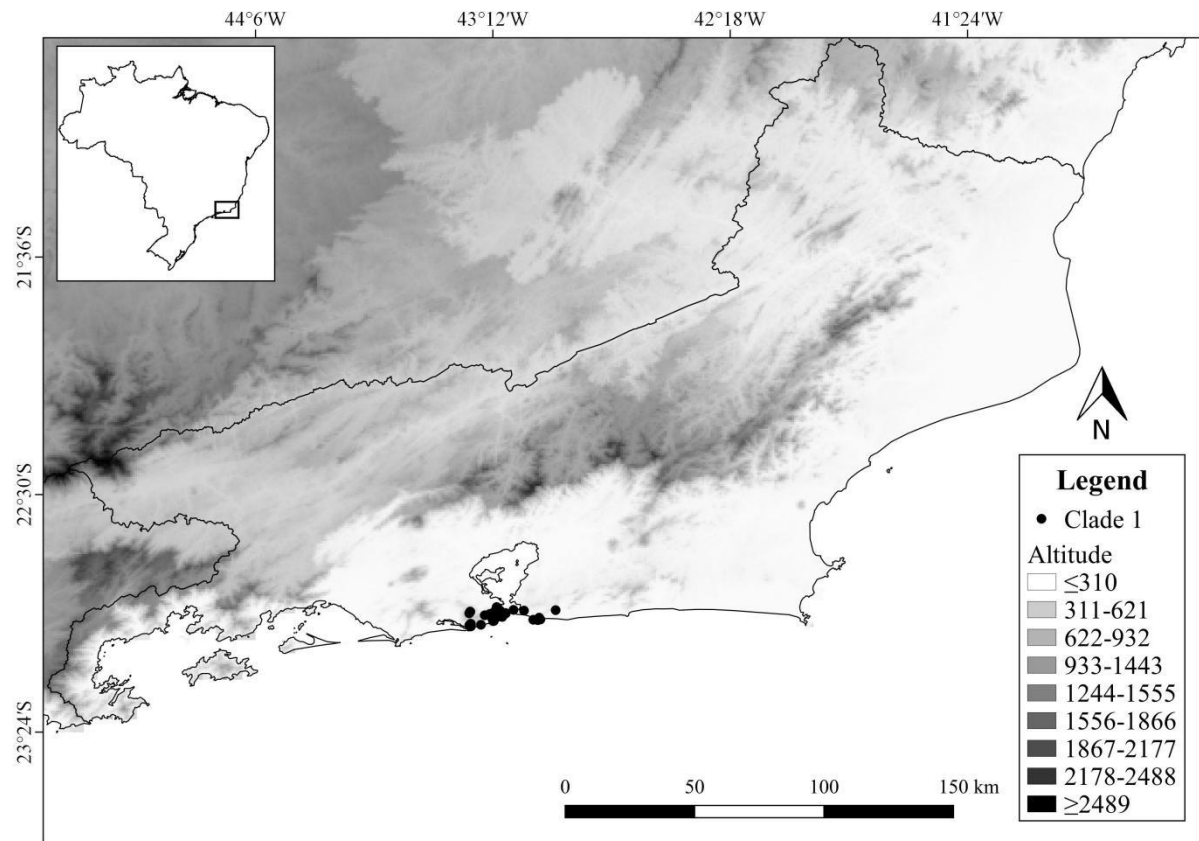 44°6'W 43°12'W 42°18'W 41°24'W
21°36'S
22°30'S
23°24'S
N
Legend
Clade 1
Altitude
≤310
311-621
622-932
933-1443
1244-1555
1556-1866
1867-2177
2178-2488
≥2489
0 50 100 150 km